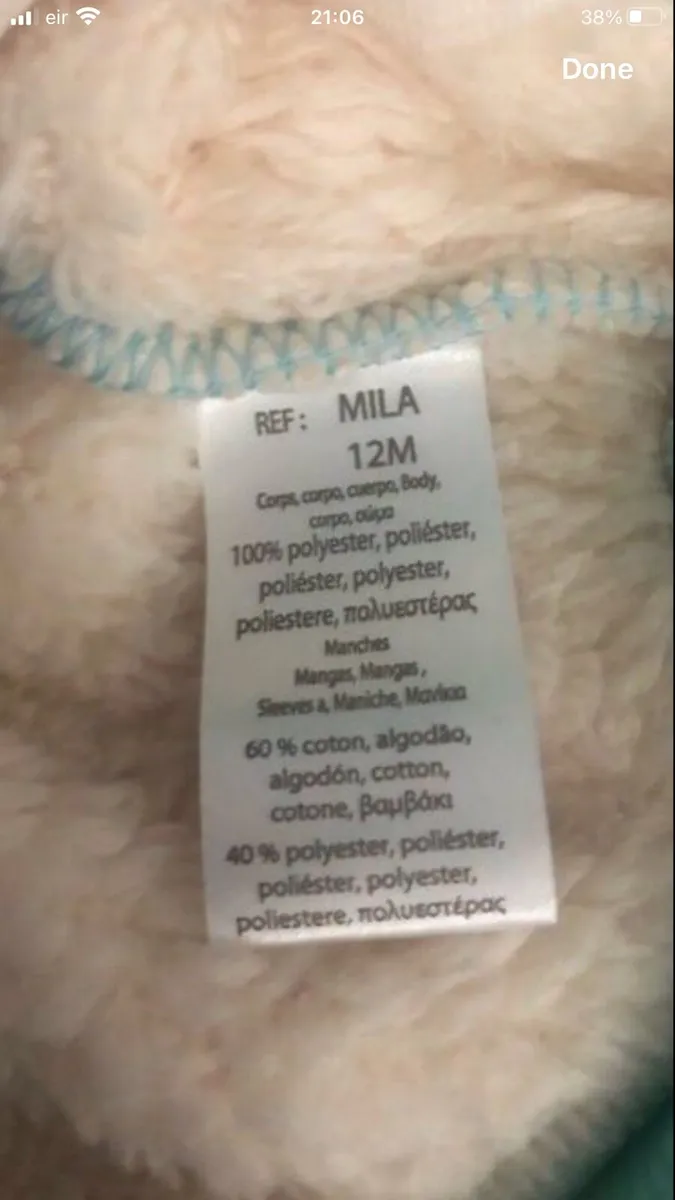 eir 21:06 38%
Done
REF: MILA
12M
Corps, corpo, cuerpo, Body,
corpo, σώμα
100% polyester, poliéster,
poliéster, polyester,
poliestere, πολυεστέρας
Manches
Mangas, Mangas,
Sleeves a, Maniche, Μανίκια
60 % coton, algodão,
algodón, cotton,
cotone, βαμβάκι
40 % polyester, poliéster,
poliéster, polyester,
poliestere, πολυεστέρας